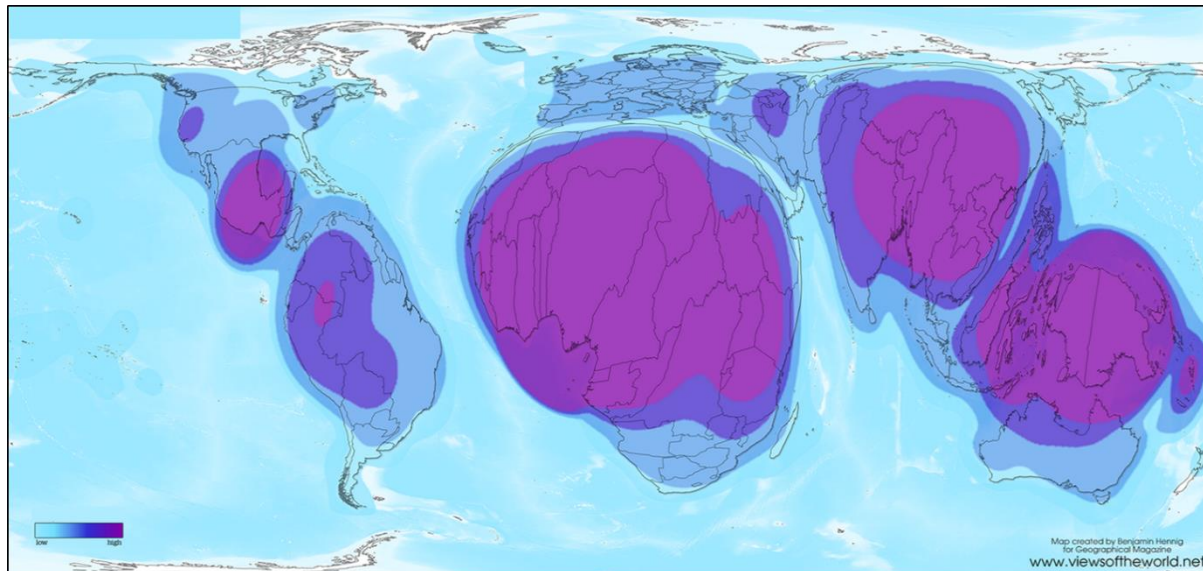 low high
Map created by Benjamin Hennig
for Geographical Magazine
www.viewsoftheworld.net